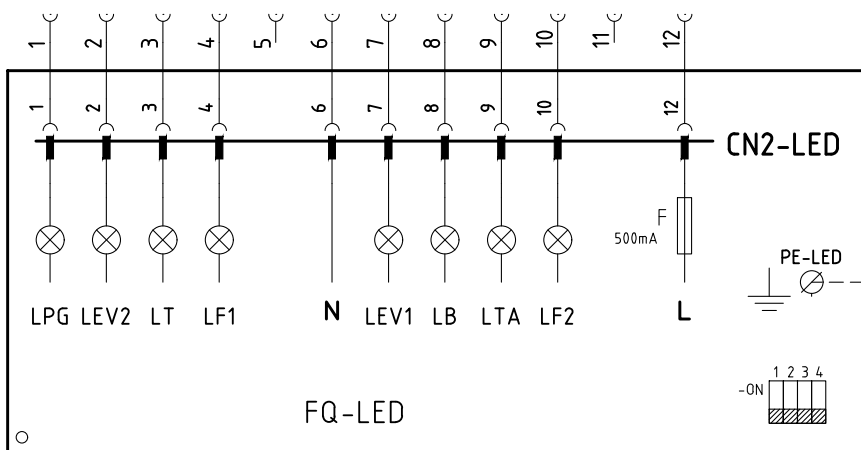 1 2 3 4 5 6 7 8 9 10 11 12
1 2 3 4 6 7 8 9 10 12
CN2-LED
F
500mA
PE-LED
LPG LEV2 LT LF1 N LEV1 LB LTA LF2 L
1 2 3 4
-ON
FQ-LED